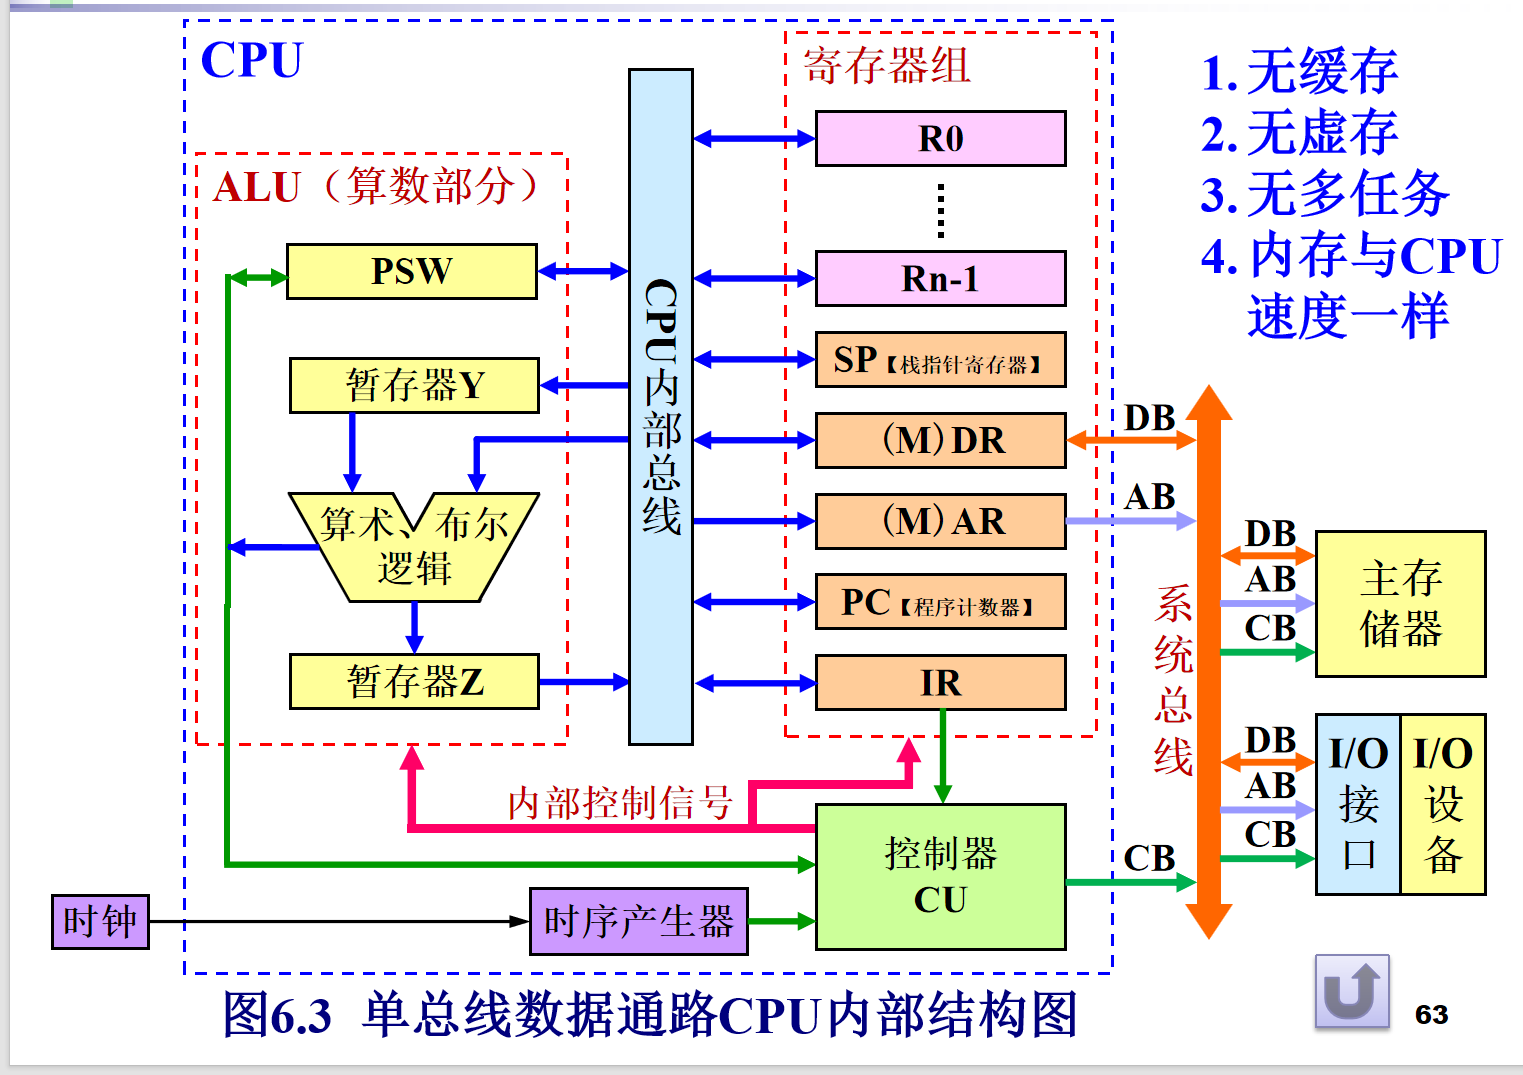 CPU
寄存器组
1. 无缓存
2. 无虚存
3. 无多任务
4. 内存与CPU
速度一样
R0
ALU（算数部分）
PSW
Rn-1
CPU内部总线
SP【栈指针寄存器】
暂存器Y
(M)DR
DB
(M)AR
AB
算术、布尔
逻辑
PC【程序计数器】
暂存器Z
IR
系统总线
DB
AB
CB
主存
储器
DB
AB
CB
I/O
接
口
I/O
设
备
内部控制信号
控制器
CU
CB
时钟
时序产生器
图6.3 单总线数据通路CPU内部结构图
63